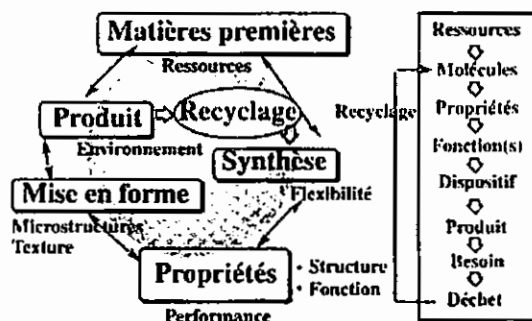 Matières premières
Ressources
Produit
Recyclage
Environnement
Synthèse
Flexibilité
Mise en forme
Microstructures
Texture
Propriétés
• Structure
• Fonction
Performance
Recyclage
Ressources
Molécules
Propriétés
Fonction(s)
Dispositif
Produit
Besoin
Déchet